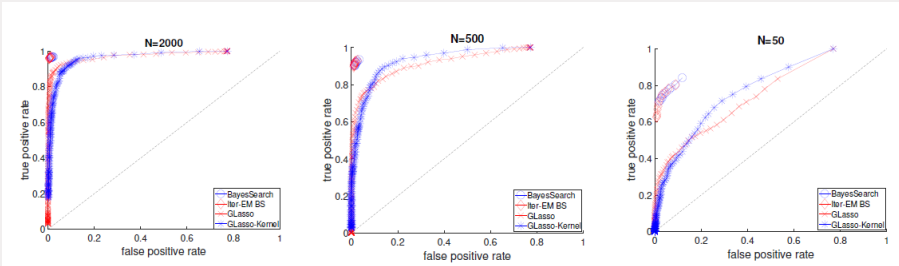 N=2000
true positive rate
1
0.8
0.6
0.4
0.2
0
0
0.2
0.4
0.6
0.8
1
false positive rate
BayesSearch
Iter-EM BS
GLasso
GLasso-Kernel
N=500
true positive rate
1
0.8
0.6
0.4
0.2
0
0
0.2
0.4
0.6
0.8
1
false positive rate
BayesSearch
Iter-EM BS
GLasso
GLasso-Kernel
N=50
true positive rate
1
0.8
0.6
0.4
0.2
0
0
0.2
0.4
0.6
0.8
1
false positive rate
BayesSearch
Iter-EM BS
GLasso
GLasso-Kernel